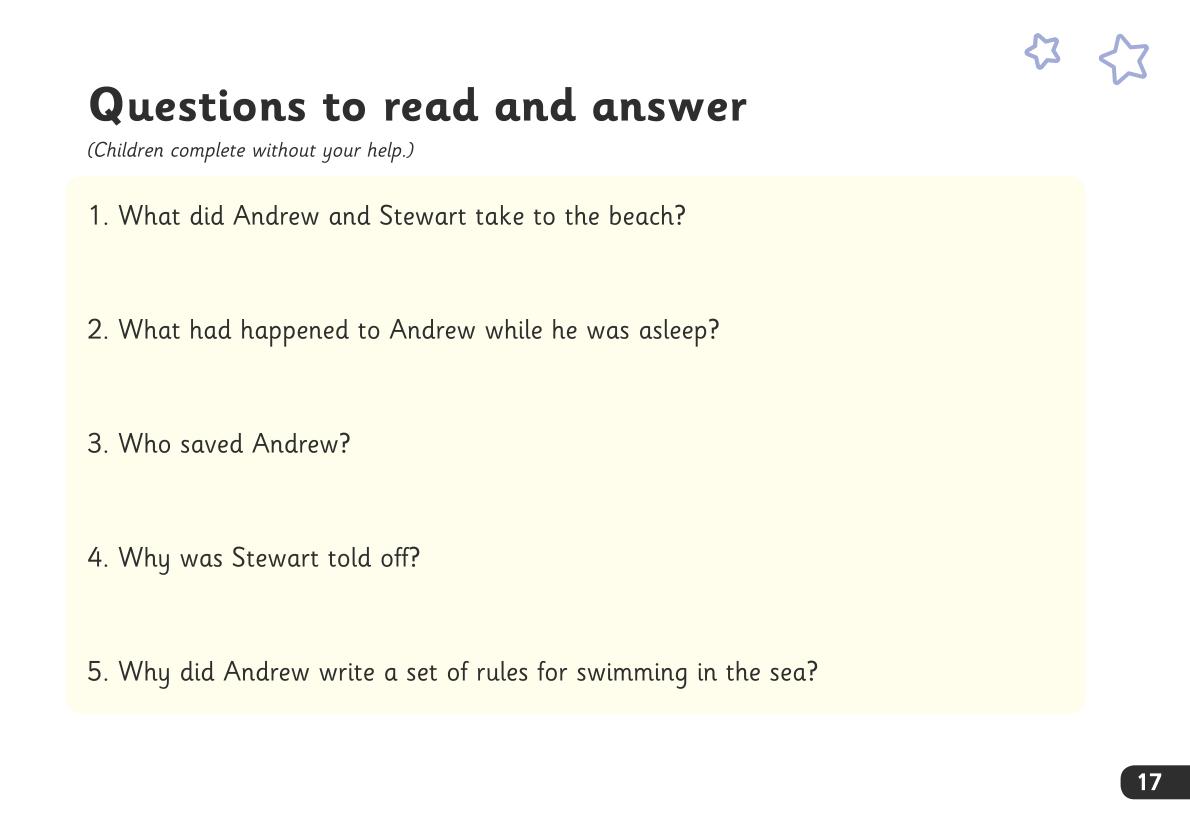 Questions to read and answer
(Children complete without your help.)
1. What did Andrew and Stewart take to the beach?
2. What had happened to Andrew while he was asleep?
3. Who saved Andrew?
4. Why was Stewart told off?
5. Why did Andrew write a set of rules for swimming in the sea?
17